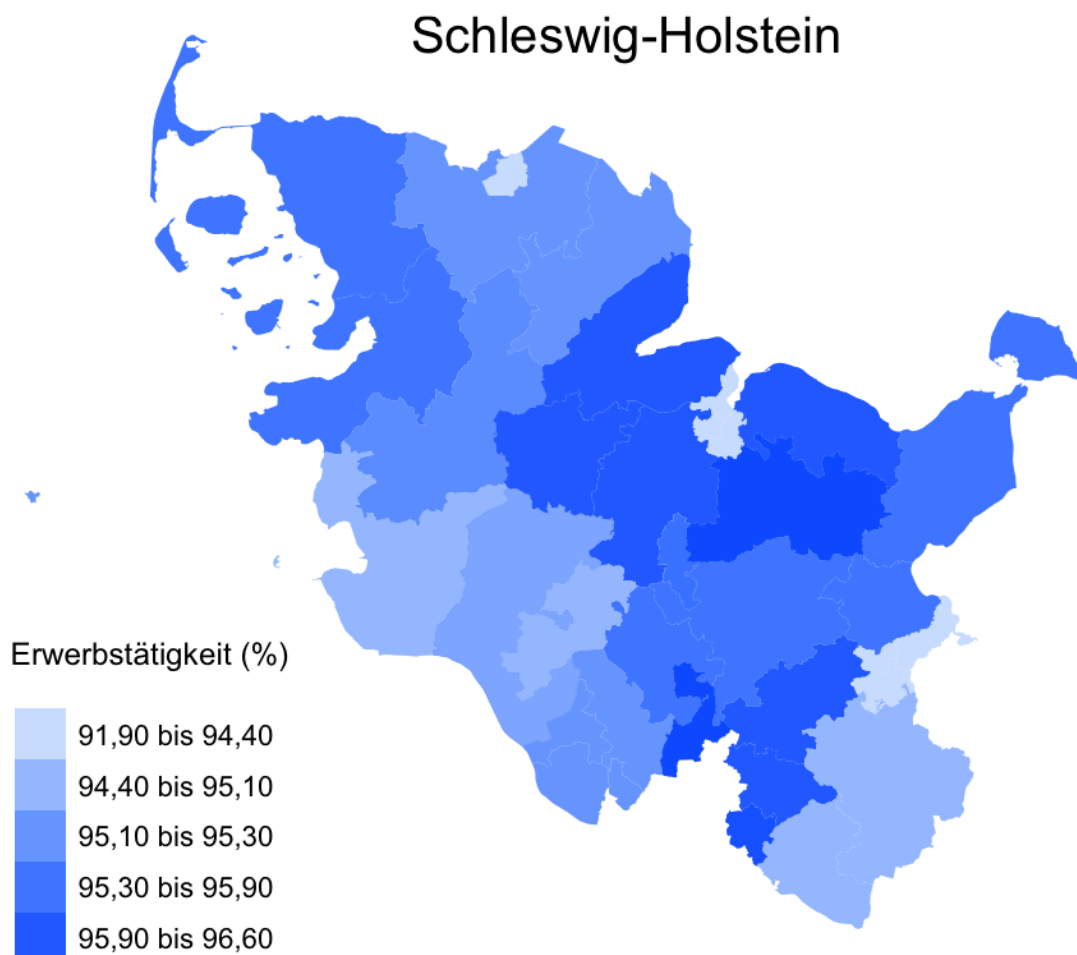 Schleswig-Holstein
Erwerbstätigkeit (%)
91,90 bis 94,40
94,40 bis 95,10
95,10 bis 95,30
95,30 bis 95,90
95,90 bis 96,60